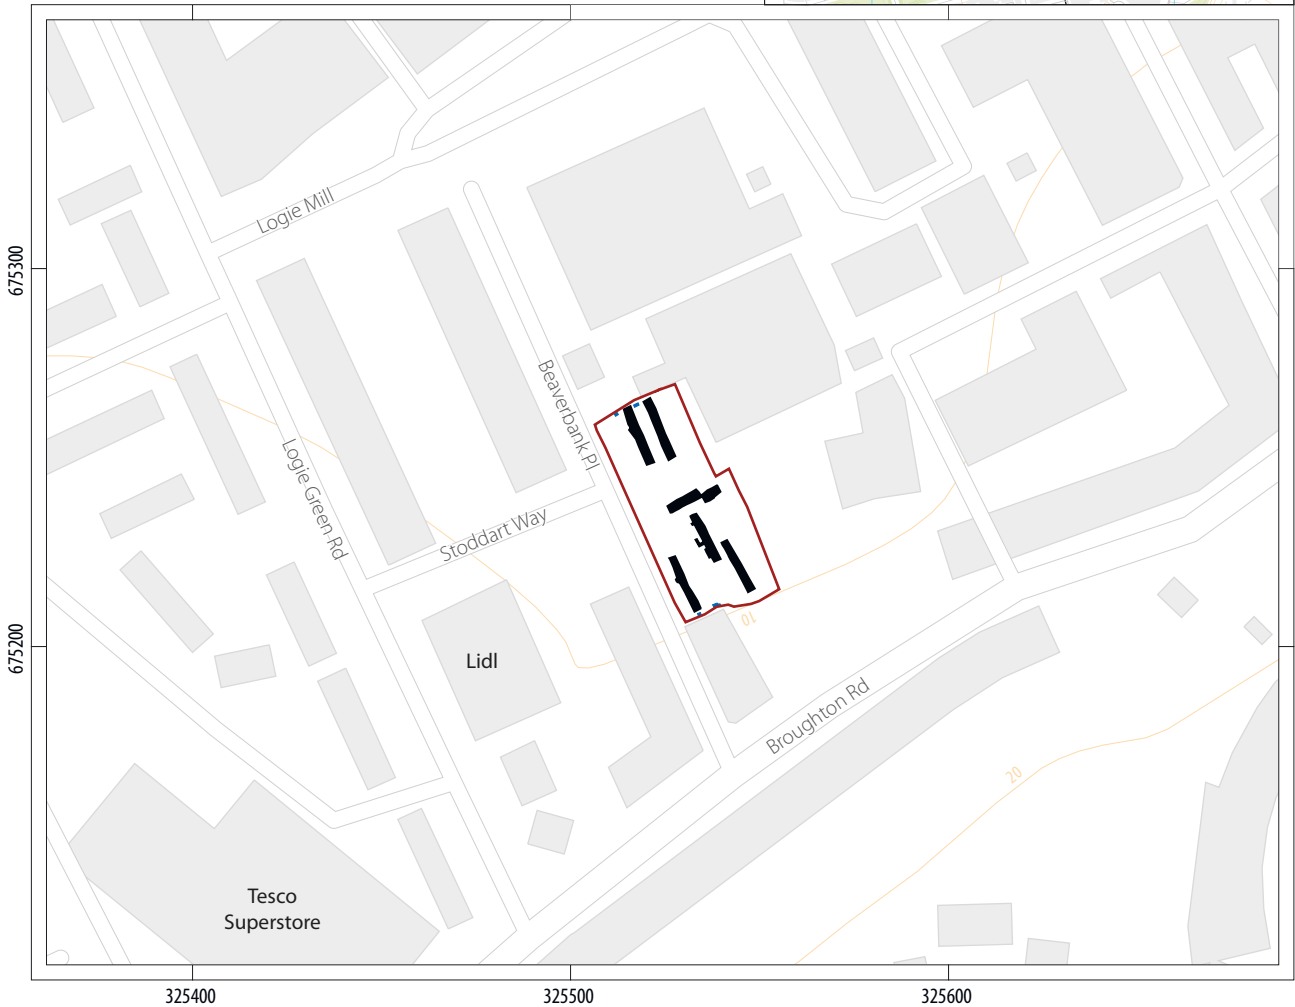 Logie Mill
675300
Beaverbank Pl
Logie Green Rd
Stoddart Way
10
675200
Lidl
Broughton Rd
20
Tesco
Superstore
325400
325500
325600